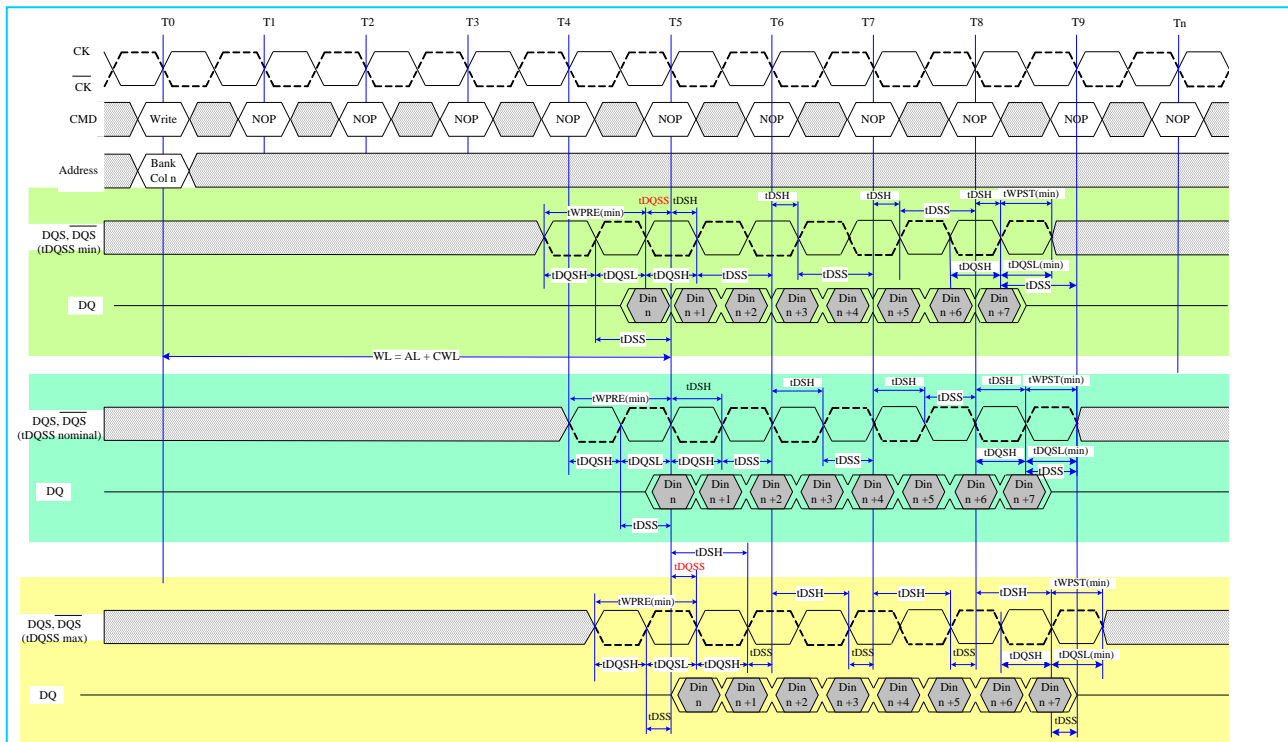 T0 T1 T2 T3 T4 T5 T6 T7 T8 T9 Tn
CK
CK
CMD Write NOP NOP NOP NOP NOP NOP NOP NOP NOP NOP
Address Bank
Col n
tDQSS tDSH tDSH tDSH tDSH tWPST(min)
tWPRE(min) tDSS
DQS, DQS
(tDQSS min)
tDQSH tDQSL tDQSH tDSS tDSS tDQSH tDQSL(min)
tDSS
DQ Din Din Din Din Din Din Din Din
n n +1 n +2 n +3 n +4 n +5 n +6 n +7
tDSS
WL = AL + CWL
tDSH tDSH tDSH tDSH tWPST(min)
tWPRE(min) tDSS
DQS, DQS
(tDQSS nominal)
tDQSH tDQSL tDQSH tDSS tDSS tDQSH tDQSL(min)
tDSS
DQ Din Din Din Din Din Din Din Din
n n +1 n +2 n +3 n +4 n +5 n +6 n +7
tDSS
tDSH
tDQSS
tWPRE(min) tDSH tDSH tDSH tWPST(min)
DQS, DQS
(tDQSS max)
tDQSH tDQSL tDQSH tDSS tDSS tDSS tDQSH tDQSL(min)
DQ Din Din Din Din Din Din Din Din
n n +1 n +2 n +3 n +4 n +5 n +6 n +7
tDSS tDSS